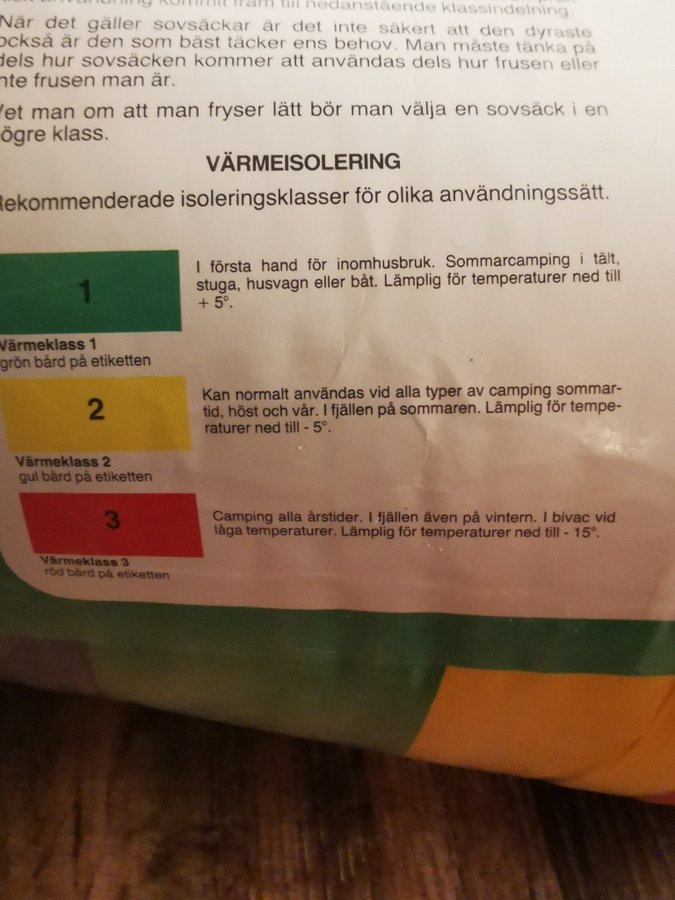 användning kommit fram till nedanstående klassindelning.
När det gäller sovsäckar är det inte säkert att den dyraste
också är den som bäst täcker ens behov. Man måste tänka på
dels hur sovsäcken kommer att användas dels hur frusen eller
inte frusen man är.
Vet man om att man fryser lätt bör man välja en sovsäck i en
högre klass.
VÄRMEISOLERING
Rekommenderade isoleringsklasser för olika användningssätt.
1
I första hand för inomhusbruk. Sommarcamping i tält,
stuga, husvagn eller båt. Lämplig för temperaturer ned till
+ 5°.
Värmeklass 1
grön bård på etiketten
2
Kan normalt användas vid alla typer av camping sommar-
tid, höst och vår. I fjällen på sommaren. Lämplig för tempe-
raturer ned till - 5°.
Värmeklass 2
gul bård på etiketten
3
Camping alla årstider. I fjällen även på vintern. I bivac vid
låga temperaturer. Lämplig för temperaturer ned till - 15°.
Värmeklass 3
röd bård på etiketten